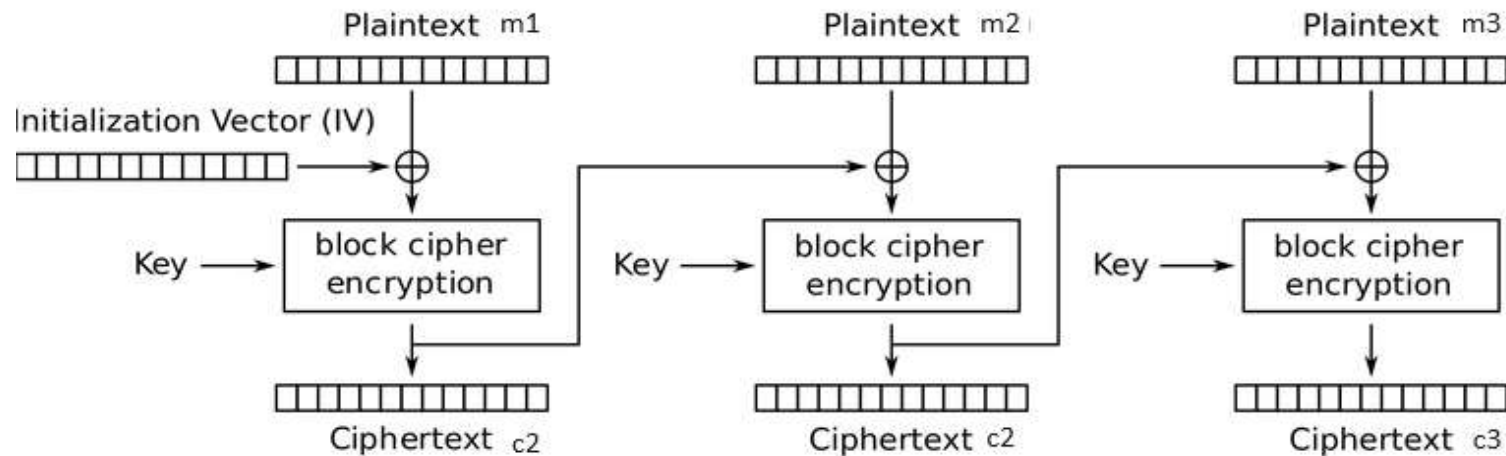 Plaintext m1
Plaintext m2
Plaintext m3
Initialization Vector (IV)
Key
block cipher
encryption
Key
block cipher
encryption
Key
block cipher
encryption
Ciphertext c2
Ciphertext c2
Ciphertext c3